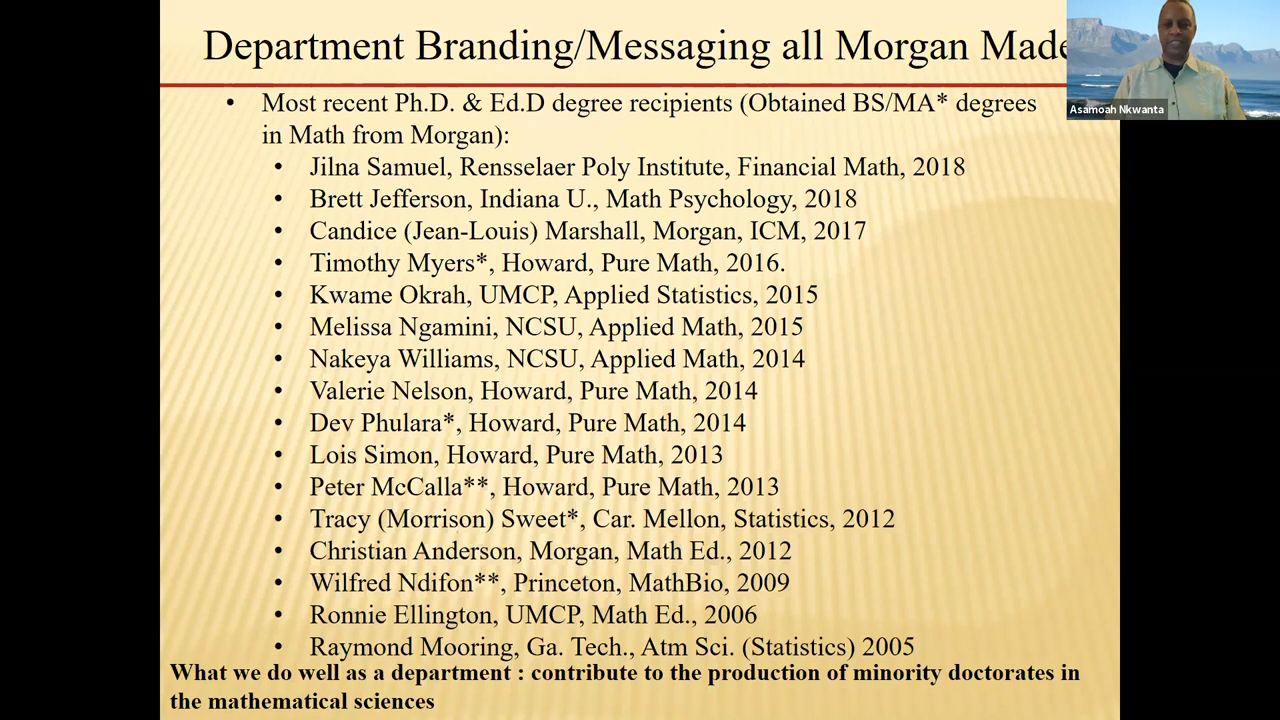 Department Branding/Messaging all Morgan Made
Asamoah Nkwanta
• Most recent Ph.D. & Ed.D degree recipients (Obtained BS/MA* degrees
in Math from Morgan):
• Jilna Samuel, Rensselaer Poly Institute, Financial Math, 2018
• Brett Jefferson, Indiana U., Math Psychology, 2018
• Candice (Jean-Louis) Marshall, Morgan, ICM, 2017
• Timothy Myers*, Howard, Pure Math, 2016.
• Kwame Okrah, UMCP, Applied Statistics, 2015
• Melissa Ngamini, NCSU, Applied Math, 2015
• Nakeya Williams, NCSU, Applied Math, 2014
• Valerie Nelson, Howard, Pure Math, 2014
• Dev Phulara*, Howard, Pure Math, 2014
• Lois Simon, Howard, Pure Math, 2013
• Peter McCalla**, Howard, Pure Math, 2013
• Tracy (Morrison) Sweet*, Car. Mellon, Statistics, 2012
• Christian Anderson, Morgan, Math Ed., 2012
• Wilfred Ndifon**, Princeton, MathBio, 2009
• Ronnie Ellington, UMCP, Math Ed., 2006
• Raymond Mooring, Ga. Tech., Atm Sci. (Statistics) 2005
What we do well as a department : contribute to the production of minority doctorates in
the mathematical sciences